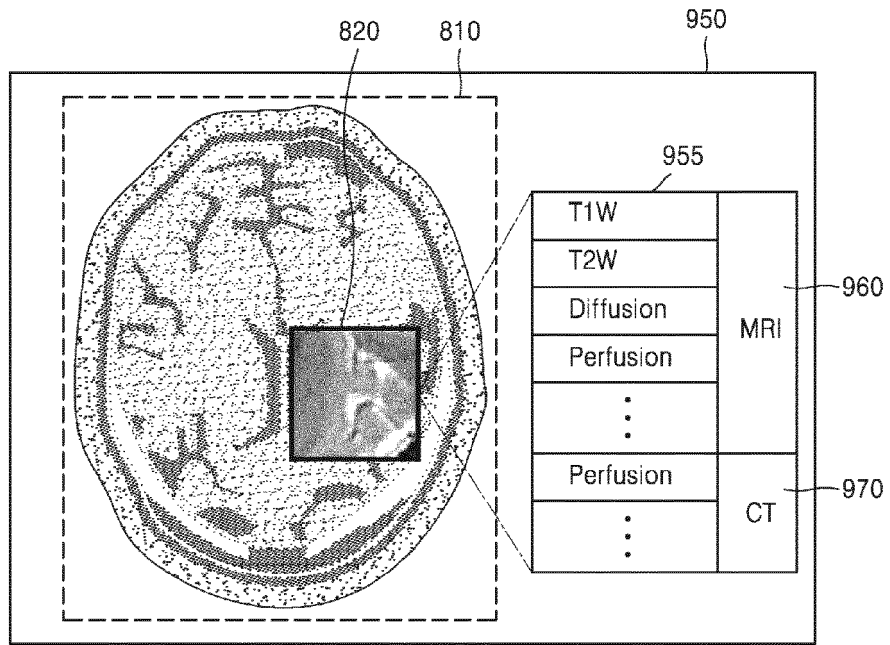 820
810
950
955
T1W
T2W
Diffusion
Perfusion
MRI
960
Perfusion
CT
970